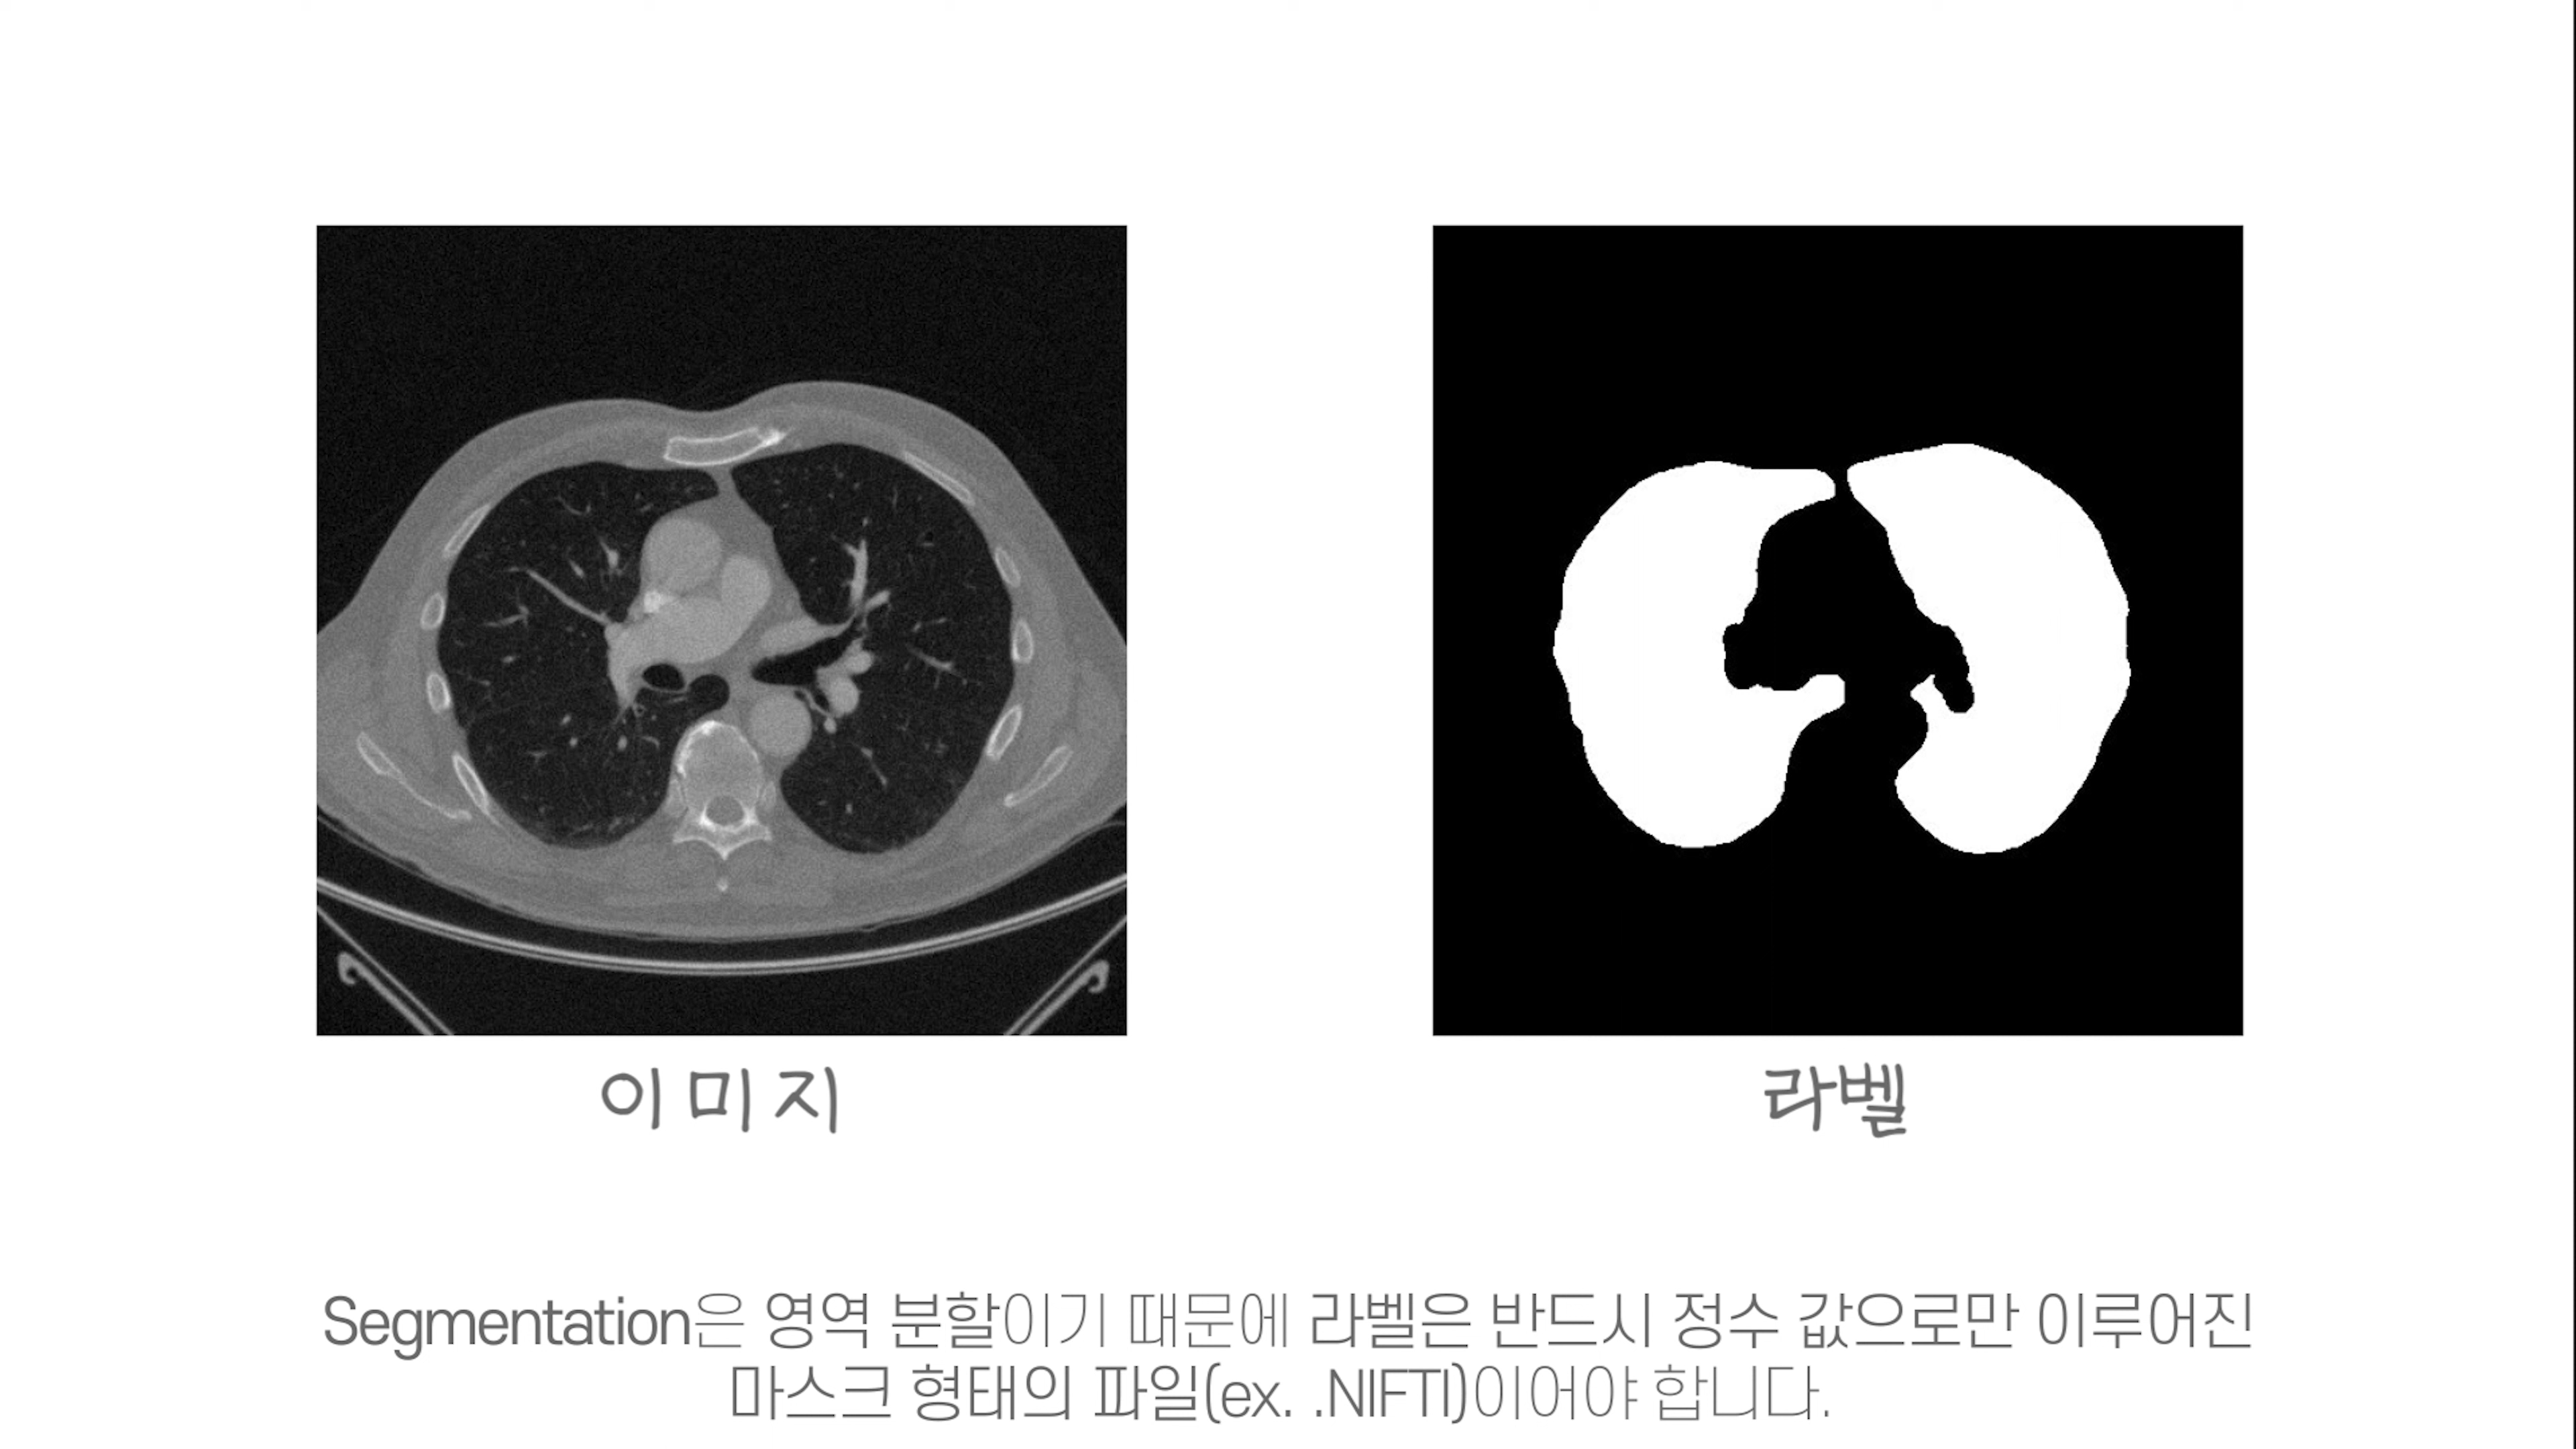 이미지
라벨
Segmentation은 영역 분할이기 때문에 라벨은 반드시 정수 값으로만 이루어진
마스크 형태의 파일(ex. .NIFTI)이어야 합니다.